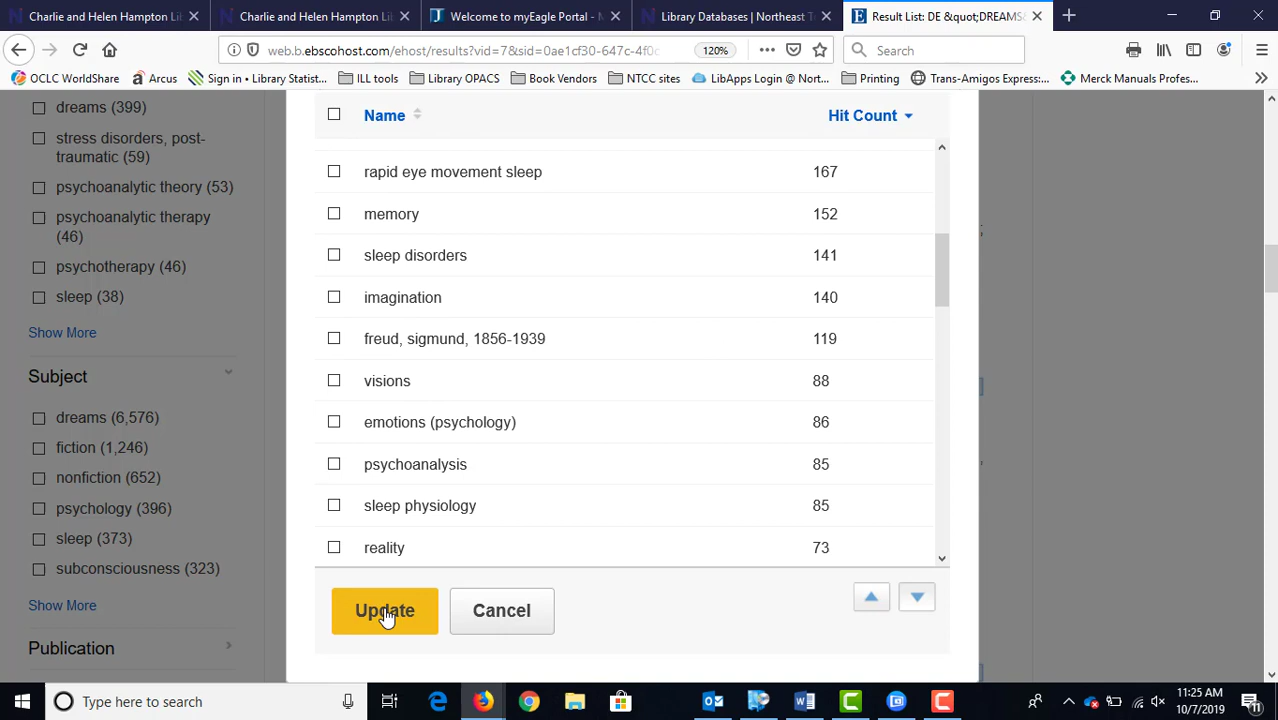 Charlie and Helen Hampton Li
Charlie and Helen Hampton Li
Welcome to myEagle Portal - M
Library Databases | Northeast T
Result List: DE &quot;DREAMS&
web.b.ebscohost.com/ehost/results?vid=7&sid=0ae1cf30-647c-4f0c
120%
Search
OCLC WorldShare
Arcus
Sign in • Library Statist...
ILL tools
Library OPACS
Book Vendors
NTCC sites
LibApps Login @ Nort...
Printing
Trans-Amigos Express:...
Merck Manuals Profes...
dreams (399)
stress disorders, post-
traumatic (59)
psychoanalytic theory (53)
psychoanalytic therapy
(46)
psychotherapy (46)
sleep (38)
Show More
Subject
dreams (6,576)
fiction (1,246)
nonfiction (652)
psychology (396)
sleep (373)
subconsciousness (323)
Show More
Publication
Name
Hit Count
rapid eye movement sleep 167
memory 152
sleep disorders 141
imagination 140
freud, sigmund, 1856-1939 119
visions 88
emotions (psychology) 86
psychoanalysis 85
sleep physiology 85
reality 73
Update
Cancel
Type here to search
11:25 AM
10/7/2019
11